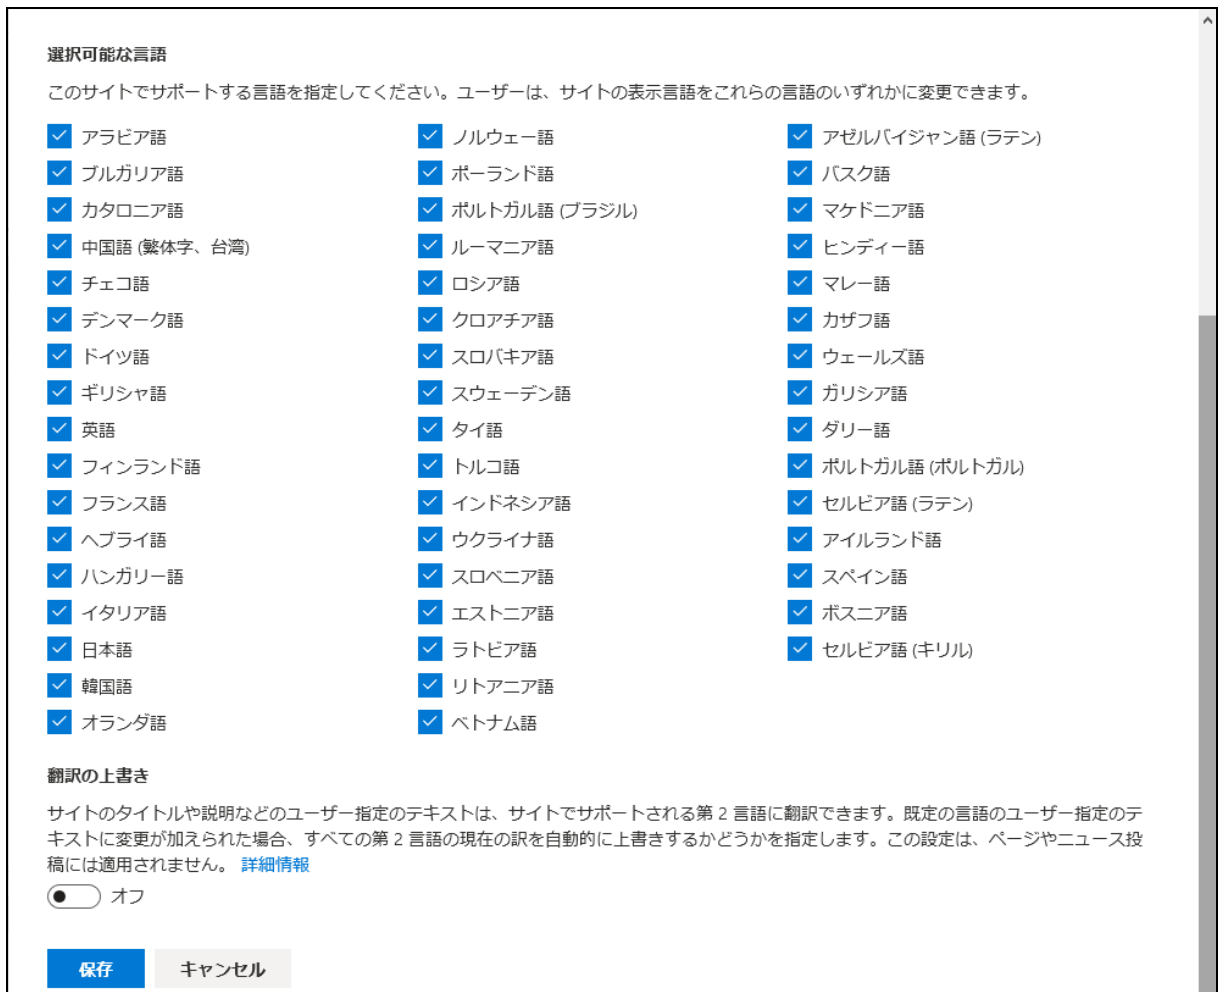 選択可能な言語
このサイトでサポートする言語を指定してください。ユーザーは、サイトの表示言語をこれらの言語のいずれかに変更できます。
アラビア語
ブルガリア語
カタロニア語
中国語 (繁体字、台湾)
チェコ語
デンマーク語
ドイツ語
ギリシャ語
英語
フィンランド語
フランス語
ヘブライ語
ハンガリー語
イタリア語
日本語
韓国語
オランダ語
ノルウェー語
ポーランド語
ポルトガル語 (ブラジル)
ルーマニア語
ロシア語
クロアチア語
スロバキア語
スウェーデン語
タイ語
トルコ語
インドネシア語
ウクライナ語
スロベニア語
エストニア語
ラトビア語
リトアニア語
ベトナム語
アゼルバイジャン語 (ラテン)
バスク語
マケドニア語
ヒンディー語
マレー語
カザフ語
ウェールズ語
ガリシア語
ダリー語
ポルトガル語 (ポルトガル)
セルビア語 (ラテン)
アイルランド語
スペイン語
ボスニア語
セルビア語 (キリル)
翻訳の上書き
サイトのタイトルや説明などのユーザー指定のテキストは、サイトでサポートされる第 2 言語に翻訳できます。既定の言語のユーザー指定のテ
キストに変更が加えられた場合、すべての第 2 言語の現在の訳を自動的に上書きするかどうかを指定します。この設定は、ページやニュース投
稿には適用されません。 詳細情報
オフ
保存 キャンセル